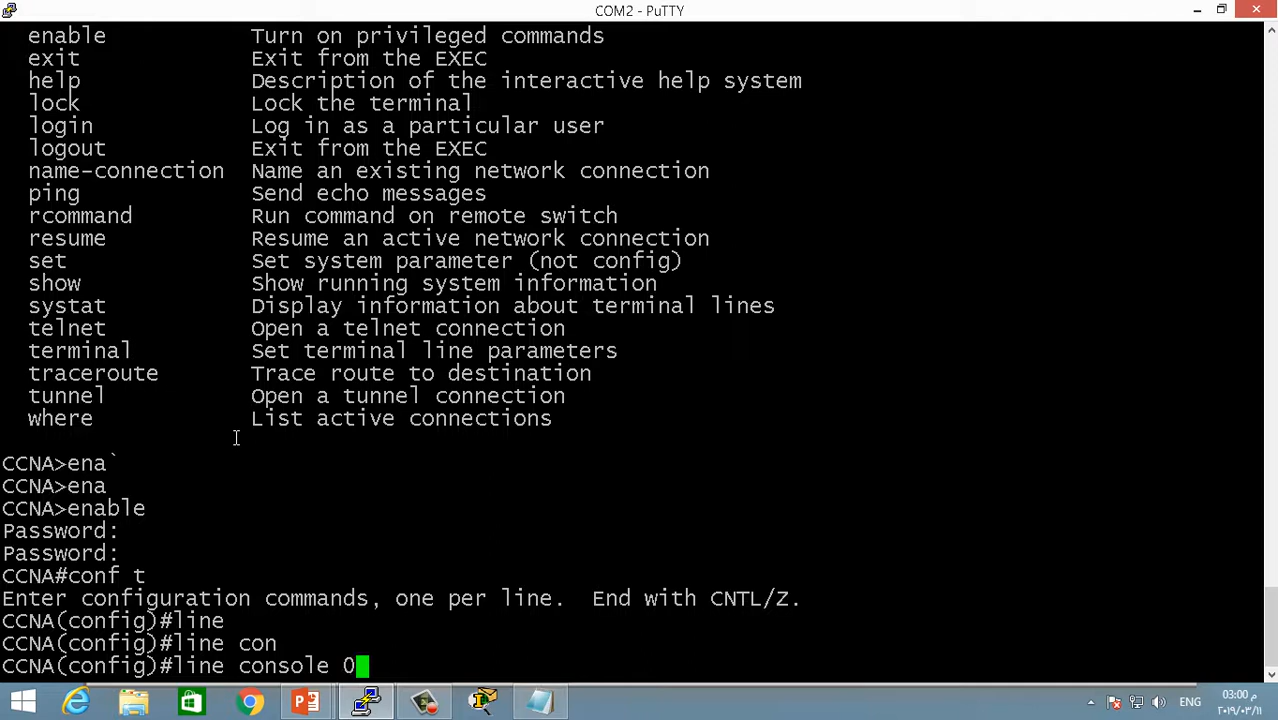 COM2 - PuTTY
enable Turn on privileged commands
exit Exit from the EXEC
help Description of the interactive help system
lock Lock the terminal
login Log in as a particular user
logout Exit from the EXEC
name-connection Name an existing network connection
ping Send echo messages
rcommand Run command on remote switch
resume Resume an active network connection
set Set system parameter (not config)
show Show running system information
systat Display information about terminal lines
telnet Open a telnet connection
terminal Set terminal line parameters
traceroute Trace route to destination
tunnel Open a tunnel connection
where List active connections
CCNA>ena`
CCNA>ena
CCNA>enable
Password:
Password:
CCNA#conf t
Enter configuration commands, one per line. End with CNTL/Z.
CCNA(config)#line
CCNA(config)#line con
CCNA(config)#line console 0
ENG
03:00 م
٢٠١٩/٠٣/١١